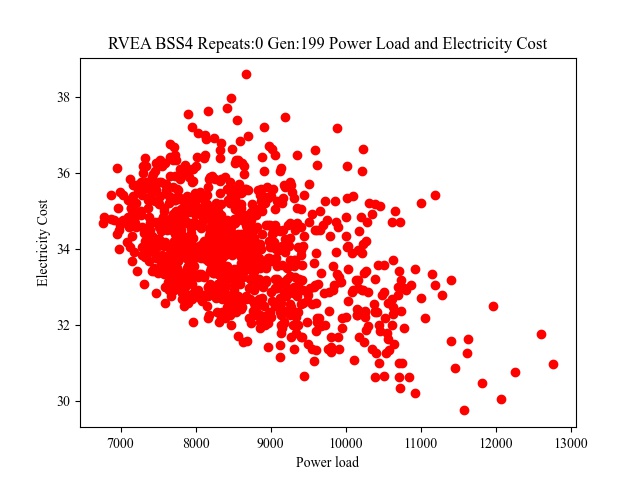 RVEA BSS4 Repeats:0 Gen:199 Power Load and Electricity Cost
38
36
34
32
30
Electricity Cost
7000 8000 9000 10000 11000 12000 13000
Power load